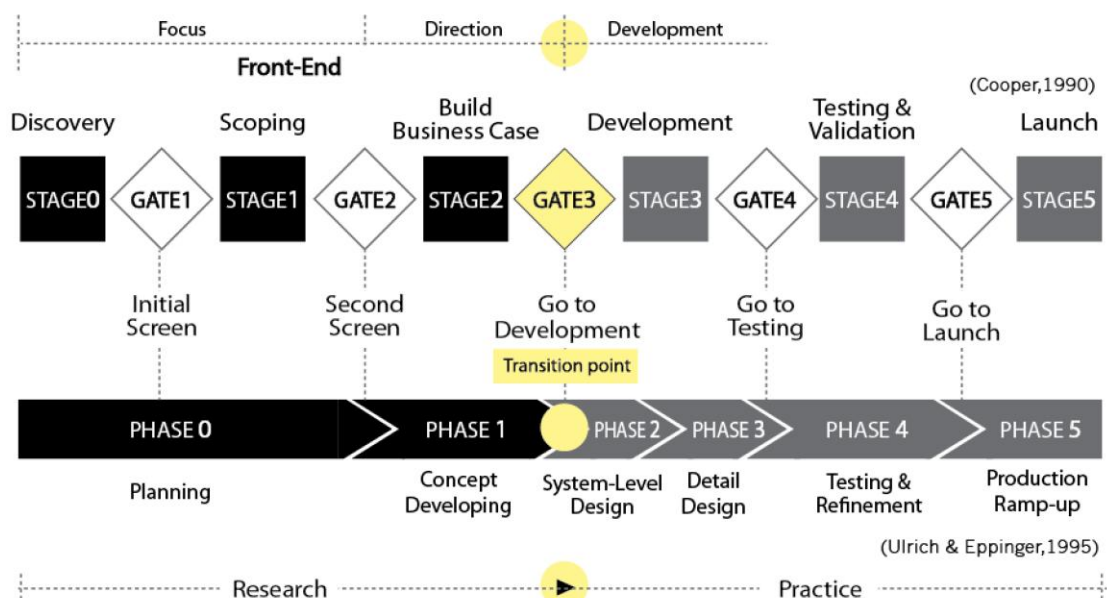 Focus Direction Development
Front-End
(Cooper,1990)
Discovery Scoping Build Business Case Development Testing & Validation Launch
STAGE0 GATE1 STAGE1 GATE2 STAGE2 GATE3 STAGE3 GATE4 STAGE4 GATE5 STAGE5
Initial Screen Second Screen Go to Development Go to Testing Go to Launch
Transition point
PHASE 0 PHASE 1 PHASE 2 PHASE 3 PHASE 4 PHASE 5
Planning Concept Developing System-Level Design Detail Design Testing & Refinement Production Ramp-up
(Ulrich & Eppinger,1995)
Research Practice